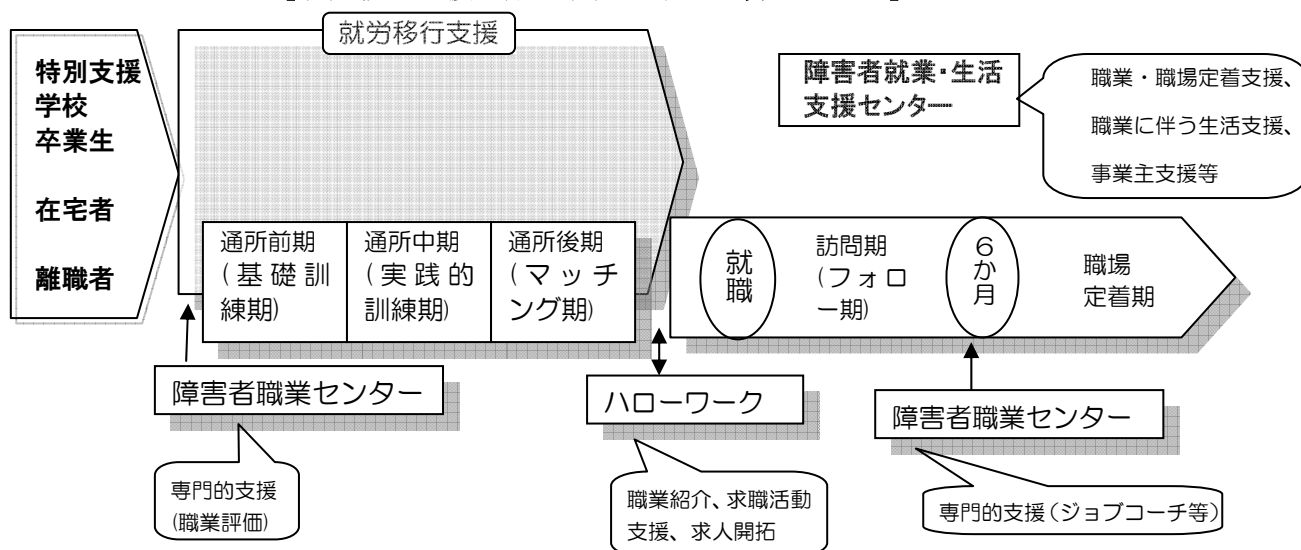 就労移行支援
特別支援
学校
卒業生
在宅者
離職者
障害者就業・生活
支援センター
職業・職場定着支援、
職業に伴う生活支援、
事業主支援等
通所前期
(基礎訓
練期)
通所中期
(実践的
訓練期)
通所後期
(マッチ
ング期)
就職
訪問期
(フォロ
ー期)
6か月
職場
定着期
障害者職業センター
ハローワーク
障害者職業センター
専門的支援
(職業評価)
職業紹介、求職活動
支援、求人開拓
専門的支援(ジョブコーチ等)